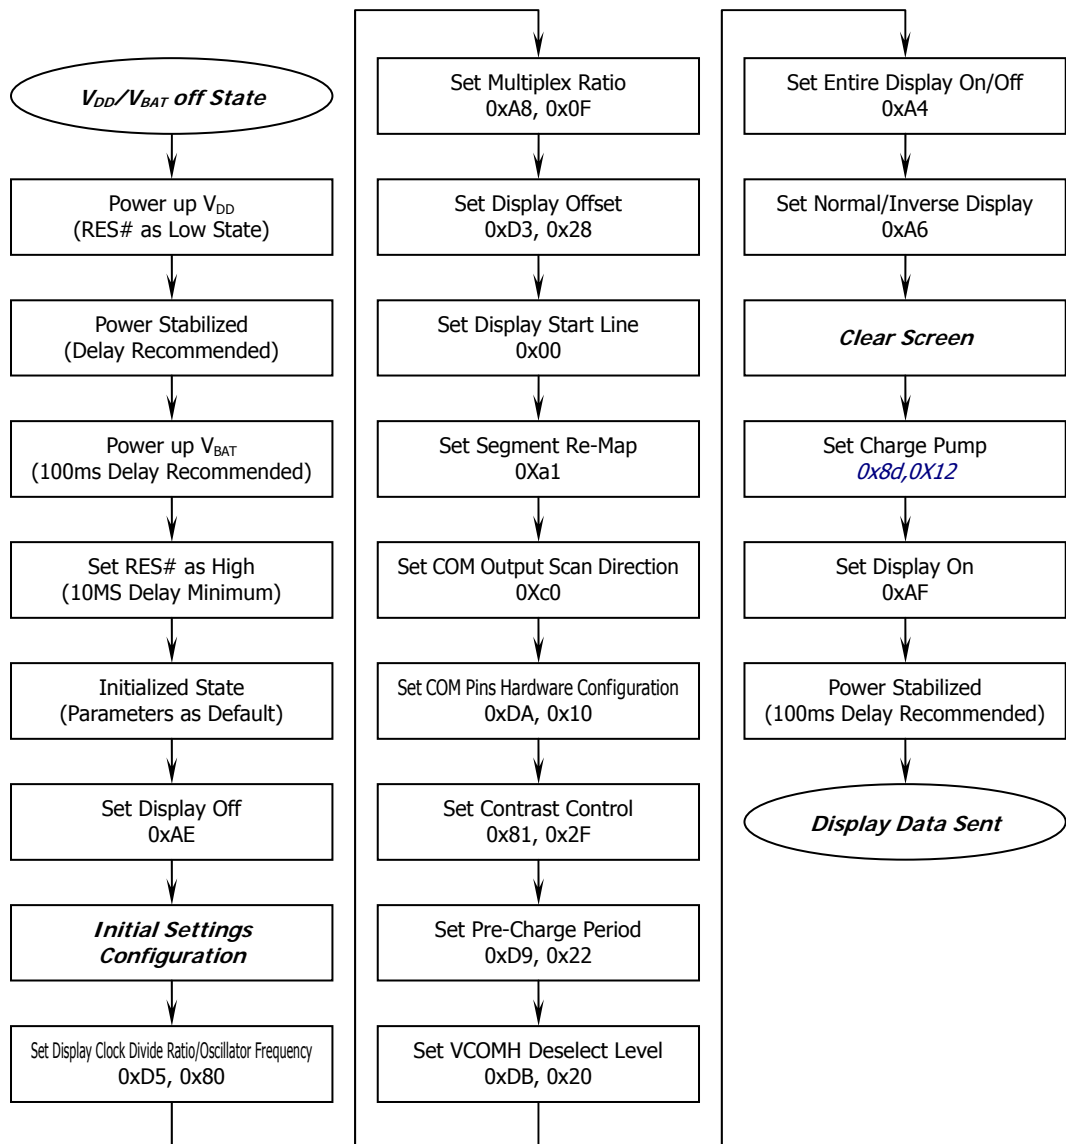 V_DD/V_BAT off State
Power up V_DD
(RES# as Low State)
Power Stabilized
(Delay Recommended)
Power up V_BAT
(100ms Delay Recommended)
Set RES# as High
(10MS Delay Minimum)
Initialized State
(Parameters as Default)
Set Display Off
0xAE
Initial Settings
Configuration
Set Display Clock Divide Ratio/Oscillator Frequency
0xD5, 0x80
Set Multiplex Ratio
0xA8, 0x0F
Set Display Offset
0xD3, 0x28
Set Display Start Line
0x00
Set Segment Re-Map
0Xa1
Set COM Output Scan Direction
0Xc0
Set COM Pins Hardware Configuration
0xDA, 0x10
Set Contrast Control
0x81, 0x2F
Set Pre-Charge Period
0xD9, 0x22
Set VCOMH Deselect Level
0xDB, 0x20
Set Entire Display On/Off
0xA4
Set Normal/Inverse Display
0xA6
Clear Screen
Set Charge Pump
0x8d,0X12
Set Display On
0xAF
Power Stabilized
(100ms Delay Recommended)
Display Data Sent